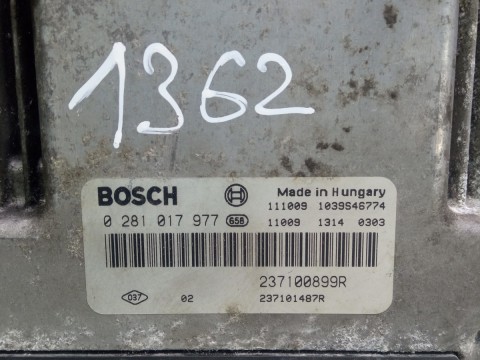 1362
BOSCH Made in Hungary
111009 1039S46774
0 281 017 977 658 11009 1314 0303
237100899R
037 02 237101487R